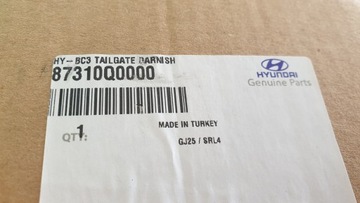 HY-- BC3 TAILGATE GARNISH
87310Q0000
HYUNDAI
Genuine Parts
QTY: 1
MADE IN TURKEY
GJ25 / SRL4